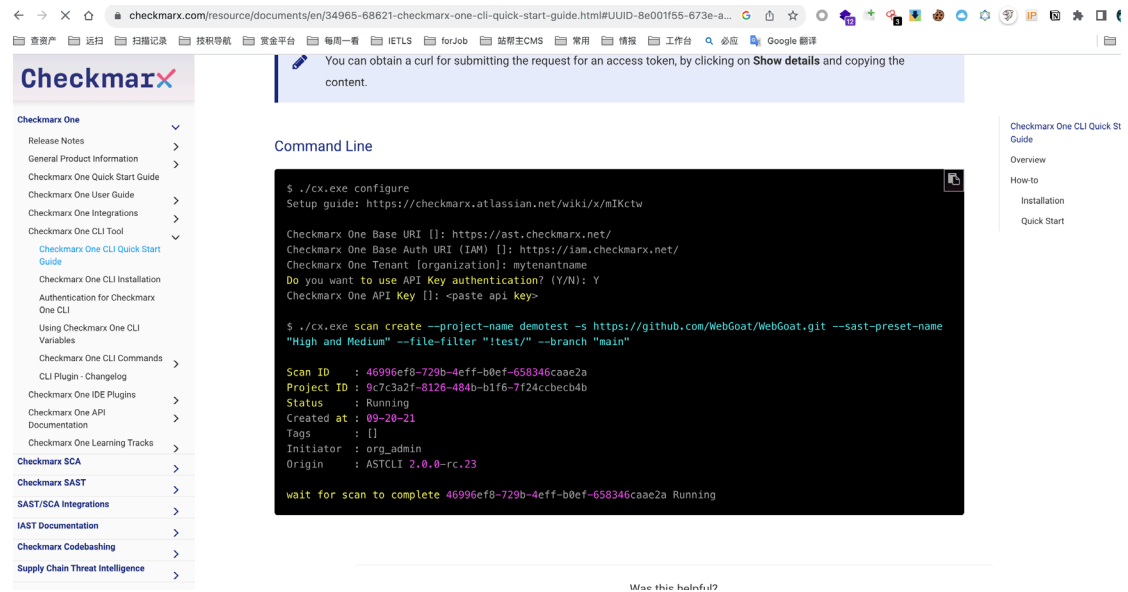 checkmarx.com/resource/documents/en/34965-68621-checkmarx-one-cli-quick-start-guide.html#UUID-8e001f55-673e-a...
查资产 远扫 扫描记录 技积导航 赏金平台 每周一看 IETLS forJob 站帮主CMS 常用 情报 工作台 必应 Google 翻译
Checkmarx
Checkmarx One
Release Notes
General Product Information
Checkmarx One Quick Start Guide
Checkmarx One User Guide
Checkmarx One Integrations
Checkmarx One CLI Tool
Checkmarx One CLI Quick Start
Guide
Checkmarx One CLI Installation
Authentication for Checkmarx
One CLI
Using Checkmarx One CLI
Variables
Checkmarx One CLI Commands
CLI Plugin - Changelog
Checkmarx One IDE Plugins
Checkmarx One API
Documentation
Checkmarx One Learning Tracks
Checkmarx SCA
Checkmarx SAST
SAST/SCA Integrations
IAST Documentation
Checkmarx Codebashing
Supply Chain Threat Intelligence
You can obtain a curl for submitting the request for an access token, by clicking on Show details and copying the
content.
Command Line
$ ./cx.exe configure
Setup guide: https://checkmarx.atlassian.net/wiki/x/mIKctw
Checkmarx One Base URI []: https://ast.checkmarx.net/
Checkmarx One Base Auth URI (IAM) []: https://iam.checkmarx.net/
Checkmarx One Tenant [organization]: mytenantname
Do you want to use API Key authentication? (Y/N): Y
Checkmarx One API Key []: <paste api key>
$ ./cx.exe scan create --project-name demotest -s https://github.com/WebGoat/WebGoat.git --sast-preset-name
"High and Medium" --file-filter "!test/" --branch "main"
Scan ID : 46996ef8-729b-4eff-b0ef-658346caae2a
Project ID : 9c7c3a2f-8126-484b-b1f6-7f24ccbecb4b
Status : Running
Created at : 09-20-21
Tags : []
Initiator : org_admin
Origin : ASTCLI 2.0.0-rc.23
wait for scan to complete 46996ef8-729b-4eff-b0ef-658346caae2a Running
Was this helpful?
Checkmarx One CLI Quick St
Guide
Overview
How-to
Installation
Quick Start